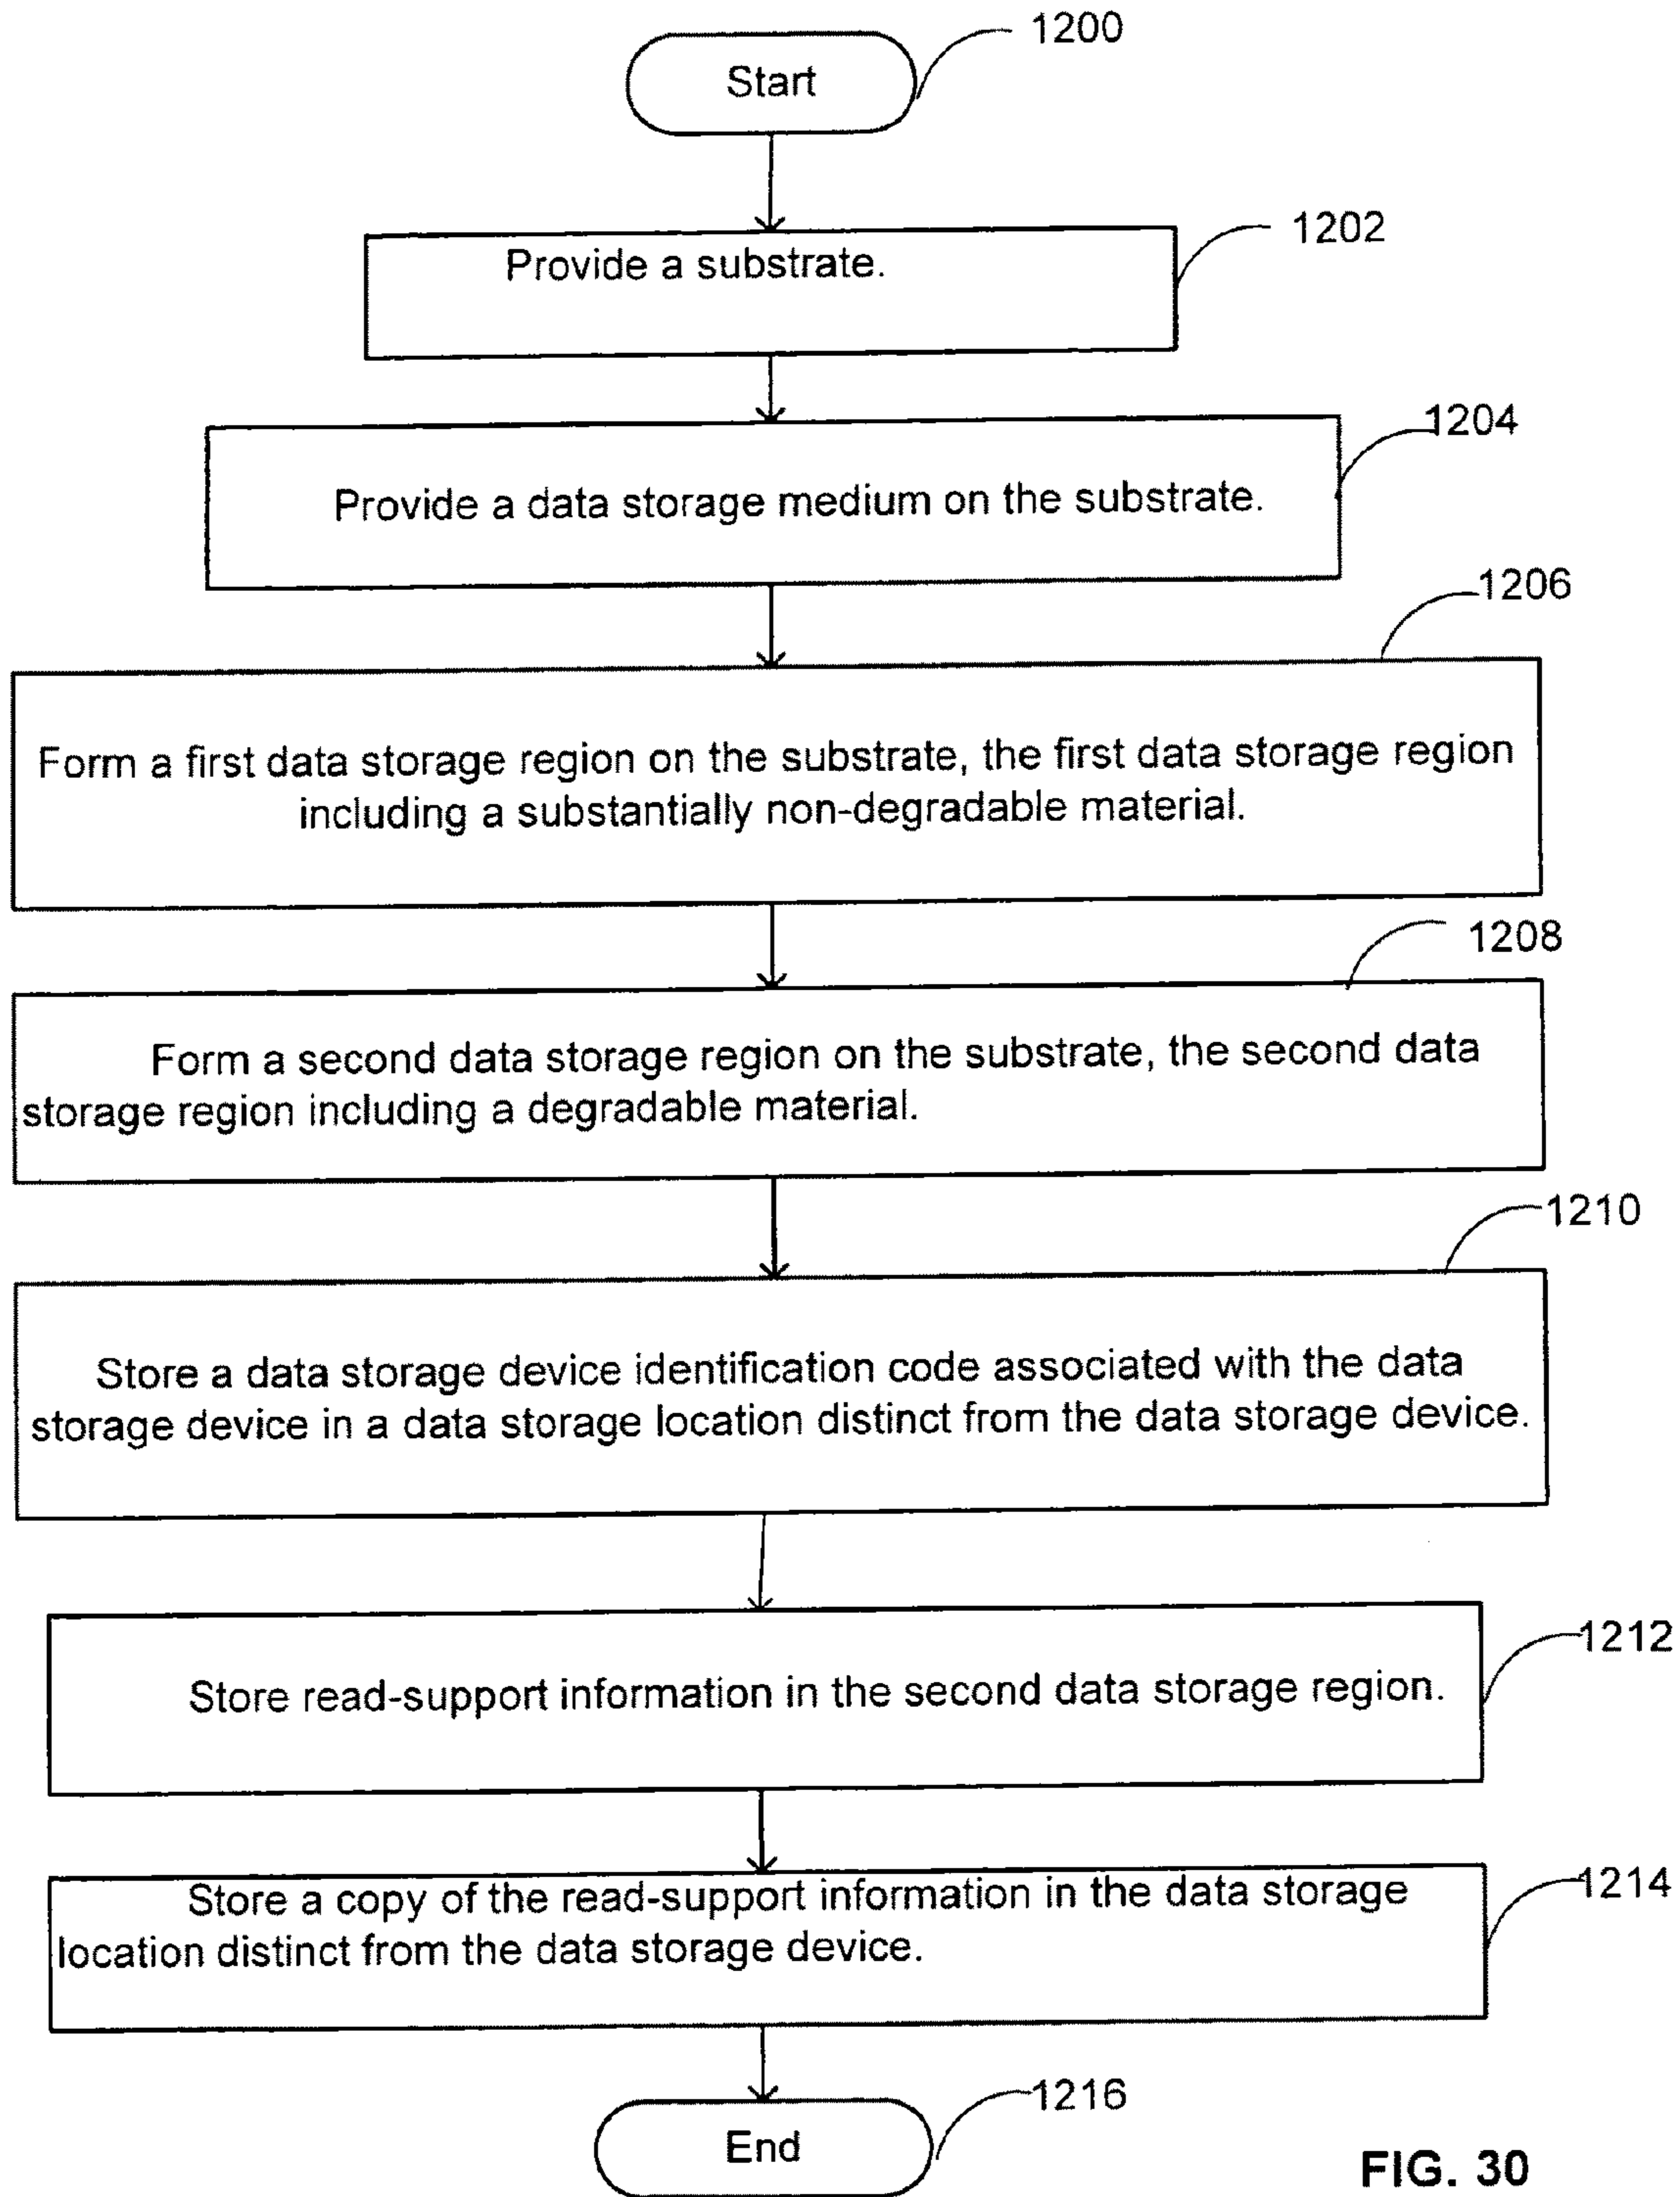 1200
Start
1202
Provide a substrate.
1204
Provide a data storage medium on the substrate.
1206
Form a first data storage region on the substrate, the first data storage region
including a substantially non-degradable material.
1208
Form a second data storage region on the substrate, the second data
storage region including a degradable material.
1210
Store a data storage device identification code associated with the data
storage device in a data storage location distinct from the data storage device.
1212
Store read-support information in the second data storage region.
1214
Store a copy of the read-support information in the data storage
location distinct from the data storage device.
1216
End
FIG. 30